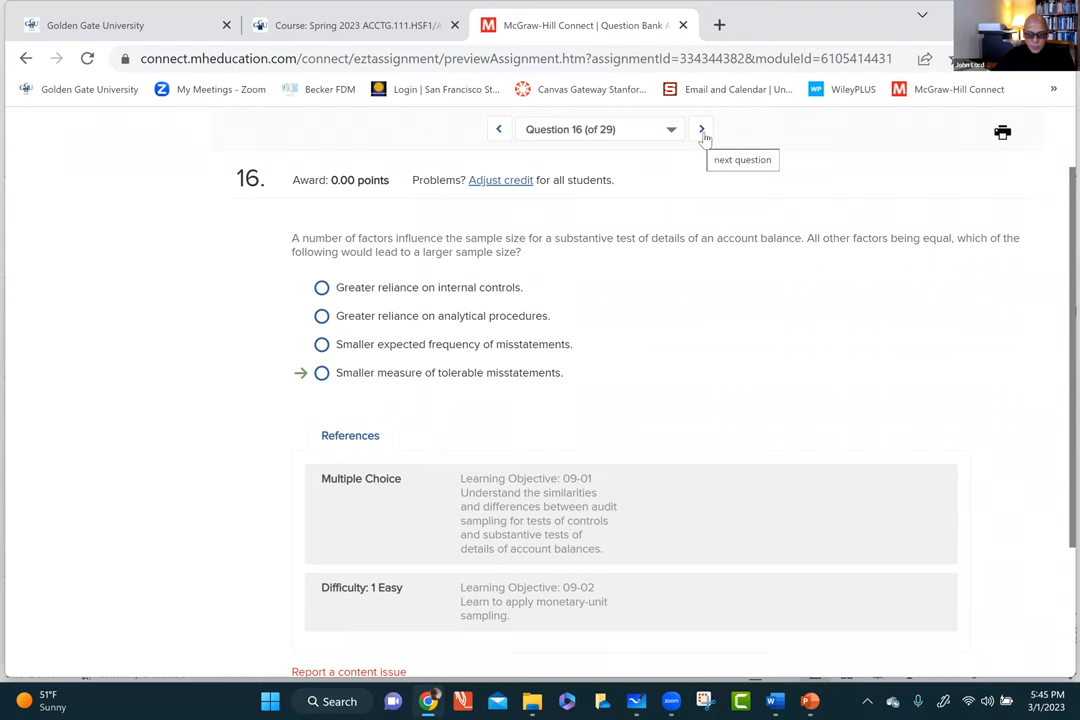 Golden Gate University
Course: Spring 2023 ACCTG.111.HSF1/
McGraw-Hill Connect | Question Bank
connect.mheducation.com/connect/eztassignment/previewAssignment.htm?assignmentId=334344382&moduleId=6105414431
John Lord
Golden Gate University
My Meetings - Zoom
Becker FDM
Login | San Francisco St...
Canvas Gateway Stanfor...
Email and Calendar | Un...
WileyPLUS
McGraw-Hill Connect
»
Question 16 (of 29)
next question
16.
Award: 0.00 points
Problems? Adjust credit for all students.
A number of factors influence the sample size for a substantive test of details of an account balance. All other factors being equal, which of the
following would lead to a larger sample size?
Greater reliance on internal controls.
Greater reliance on analytical procedures.
Smaller expected frequency of misstatements.
Smaller measure of tolerable misstatements.
References
Multiple Choice
Learning Objective: 09-01
Understand the similarities
and differences between audit
sampling for tests of controls
and substantive tests of
details of account balances.
Difficulty: 1 Easy
Learning Objective: 09-02
Learn to apply monetary-unit
sampling.
Report a content issue
51°F
Sunny
Search
5:45 PM
3/1/2023